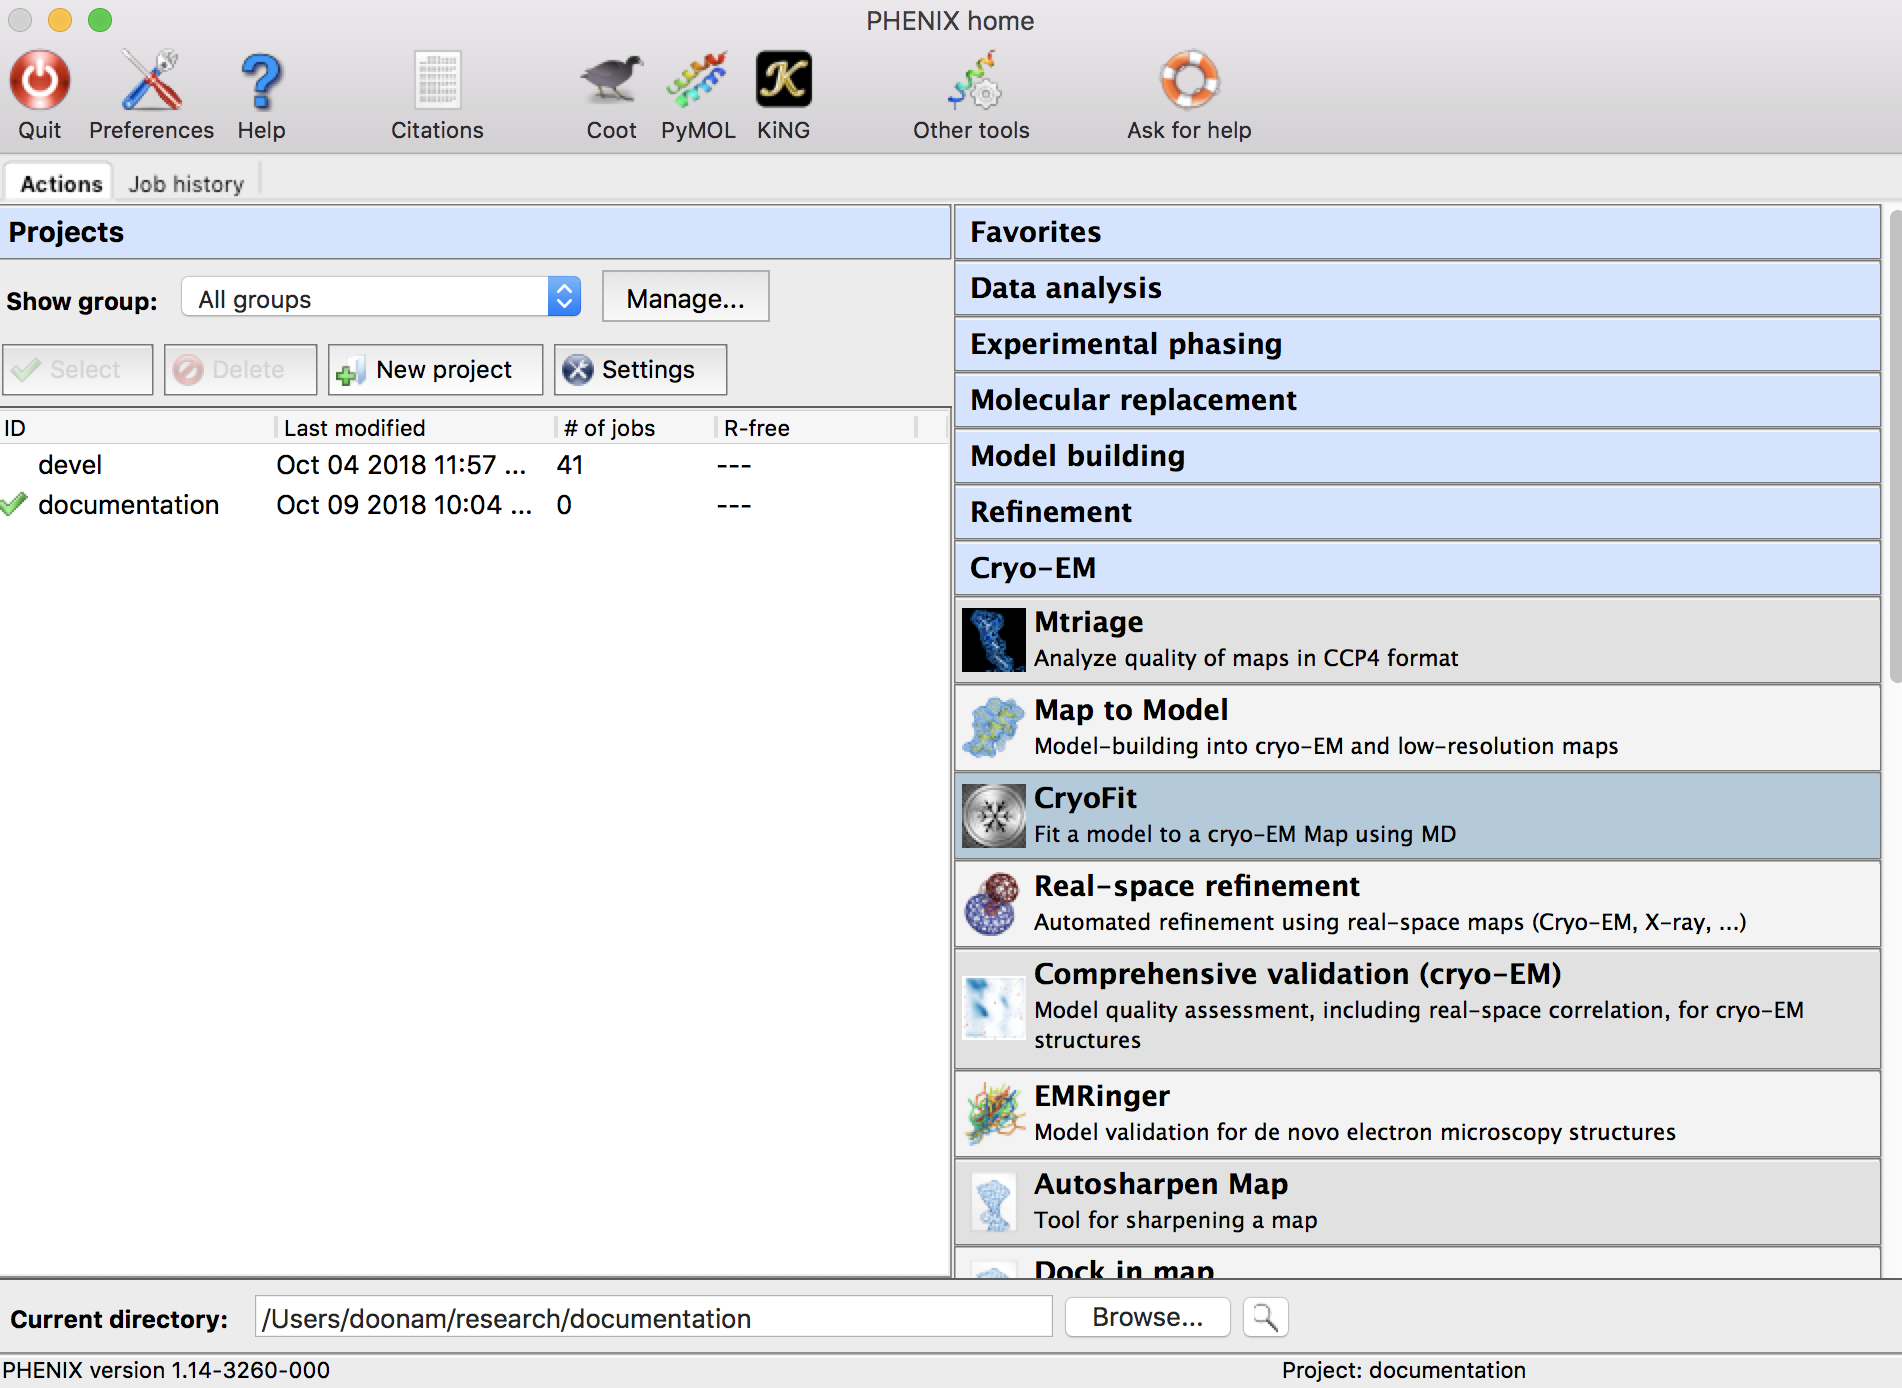 PHENIX home
Quit Preferences Help Citations Coot PyMOL KiNG Other tools Ask for help
Actions Job history
Projects
Show group: All groups Manage...
Select Delete New project Settings
ID Last modified # of jobs R-free
devel Oct 04 2018 11:57 ... 41 ---
documentation Oct 09 2018 10:04 ... 0 ---
Favorites
Data analysis
Experimental phasing
Molecular replacement
Model building
Refinement
Cryo-EM
Mtriage
Analyze quality of maps in CCP4 format
Map to Model
Model-building into cryo-EM and low-resolution maps
CryoFit
Fit a model to a cryo-EM Map using MD
Real-space refinement
Automated refinement using real-space maps (Cryo-EM, X-ray, ...)
Comprehensive validation (cryo-EM)
Model quality assessment, including real-space correlation, for cryo-EM
structures
EMRinger
Model validation for de novo electron microscopy structures
Autosharpen Map
Tool for sharpening a map
Dock in map
Current directory: /Users/doonam/research/documentation Browse...
PHENIX version 1.14-3260-000 Project: documentation